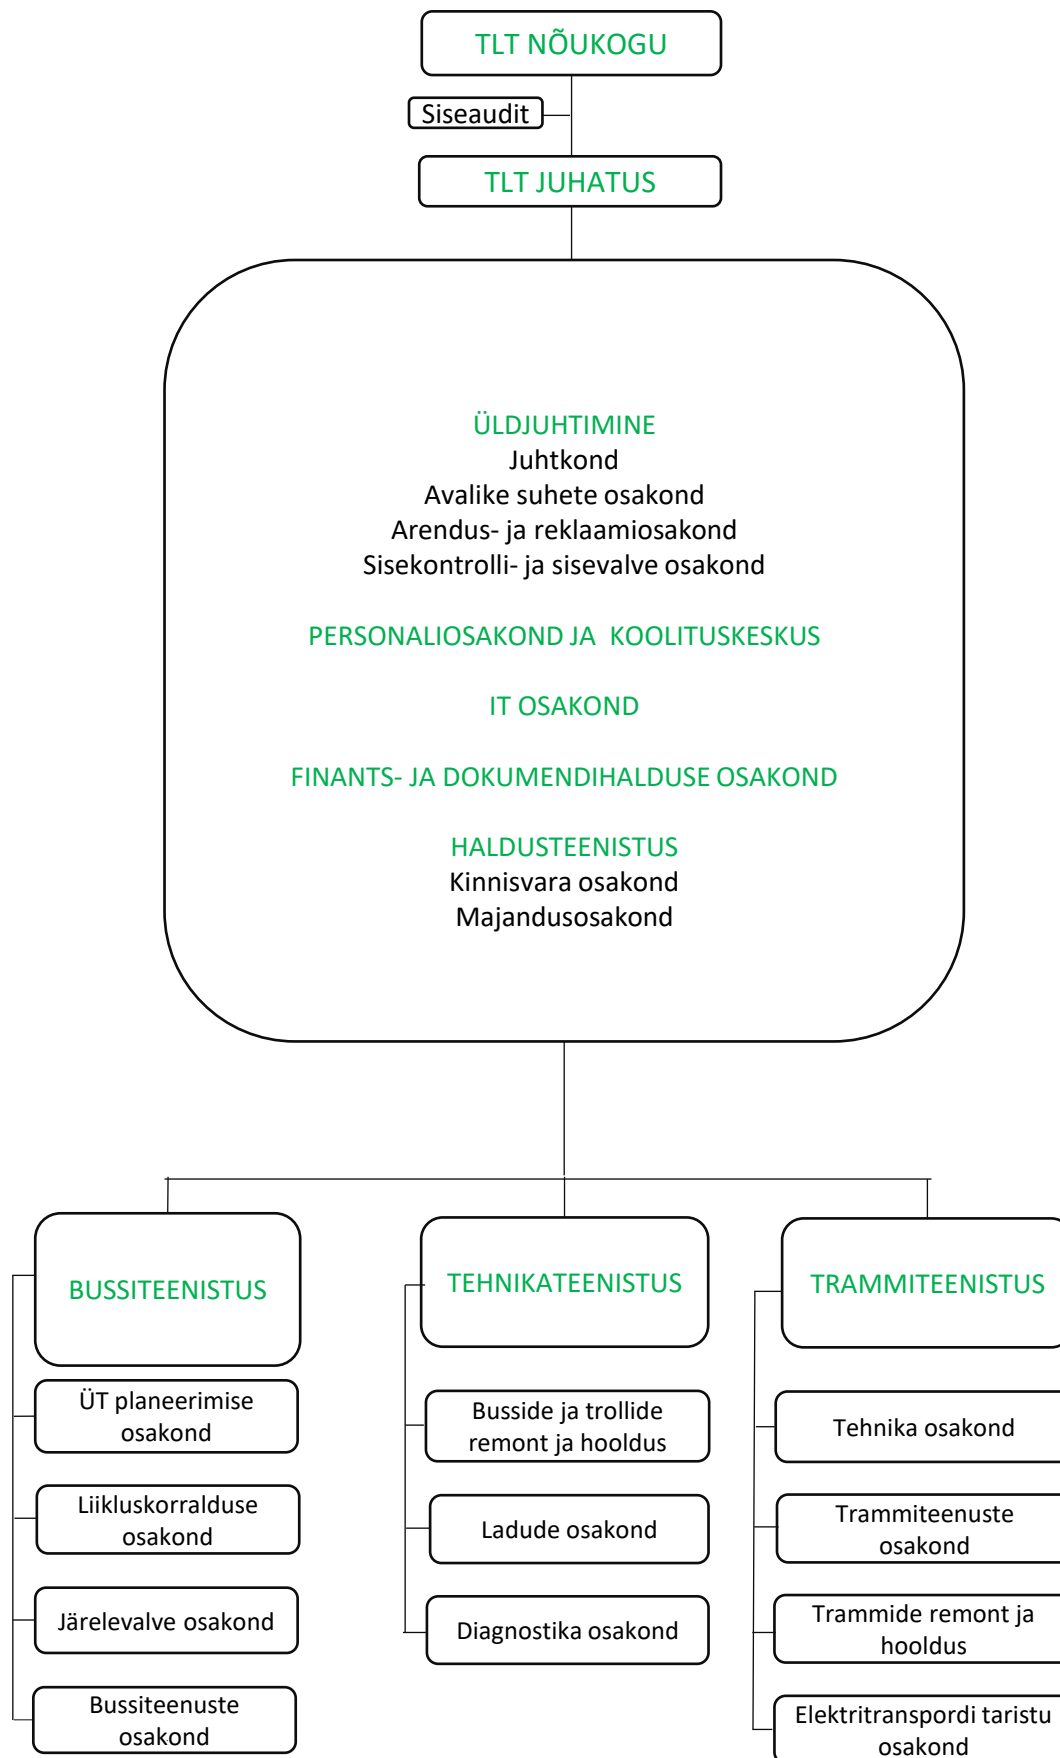 TLT NÕUKOGU
Siseaudit
TLT JUHATUS
ÜLDJUHTIMINE
Juhtkond
Avalike suhete osakond
Arendus- ja reklaamiosakond
Sisekontrolli- ja sisevalve osakond
PERSONALIOSAKOND JA KOOLITUSKESKUS
IT OSAKOND
FINANTS- JA DOKUMENDIHALDUSE OSAKOND
HALDUSTEENISTUS
Kinnisvara osakond
Majandusosakond
BUSSITEENISTUS
ÜT planeerimise
osakond
Liikluskorralduse
osakond
Järelevalve osakond
Bussiteenuste
osakond
TEHNIKATEENISTUS
Busside ja trollide
remont ja hooldus
Ladude osakond
Diagnostika osakond
TRAMMITEENISTUS
Tehnika osakond
Trammiteenuste
osakond
Trammide remont ja
hooldus
Elektritranspordi taristu
osakond